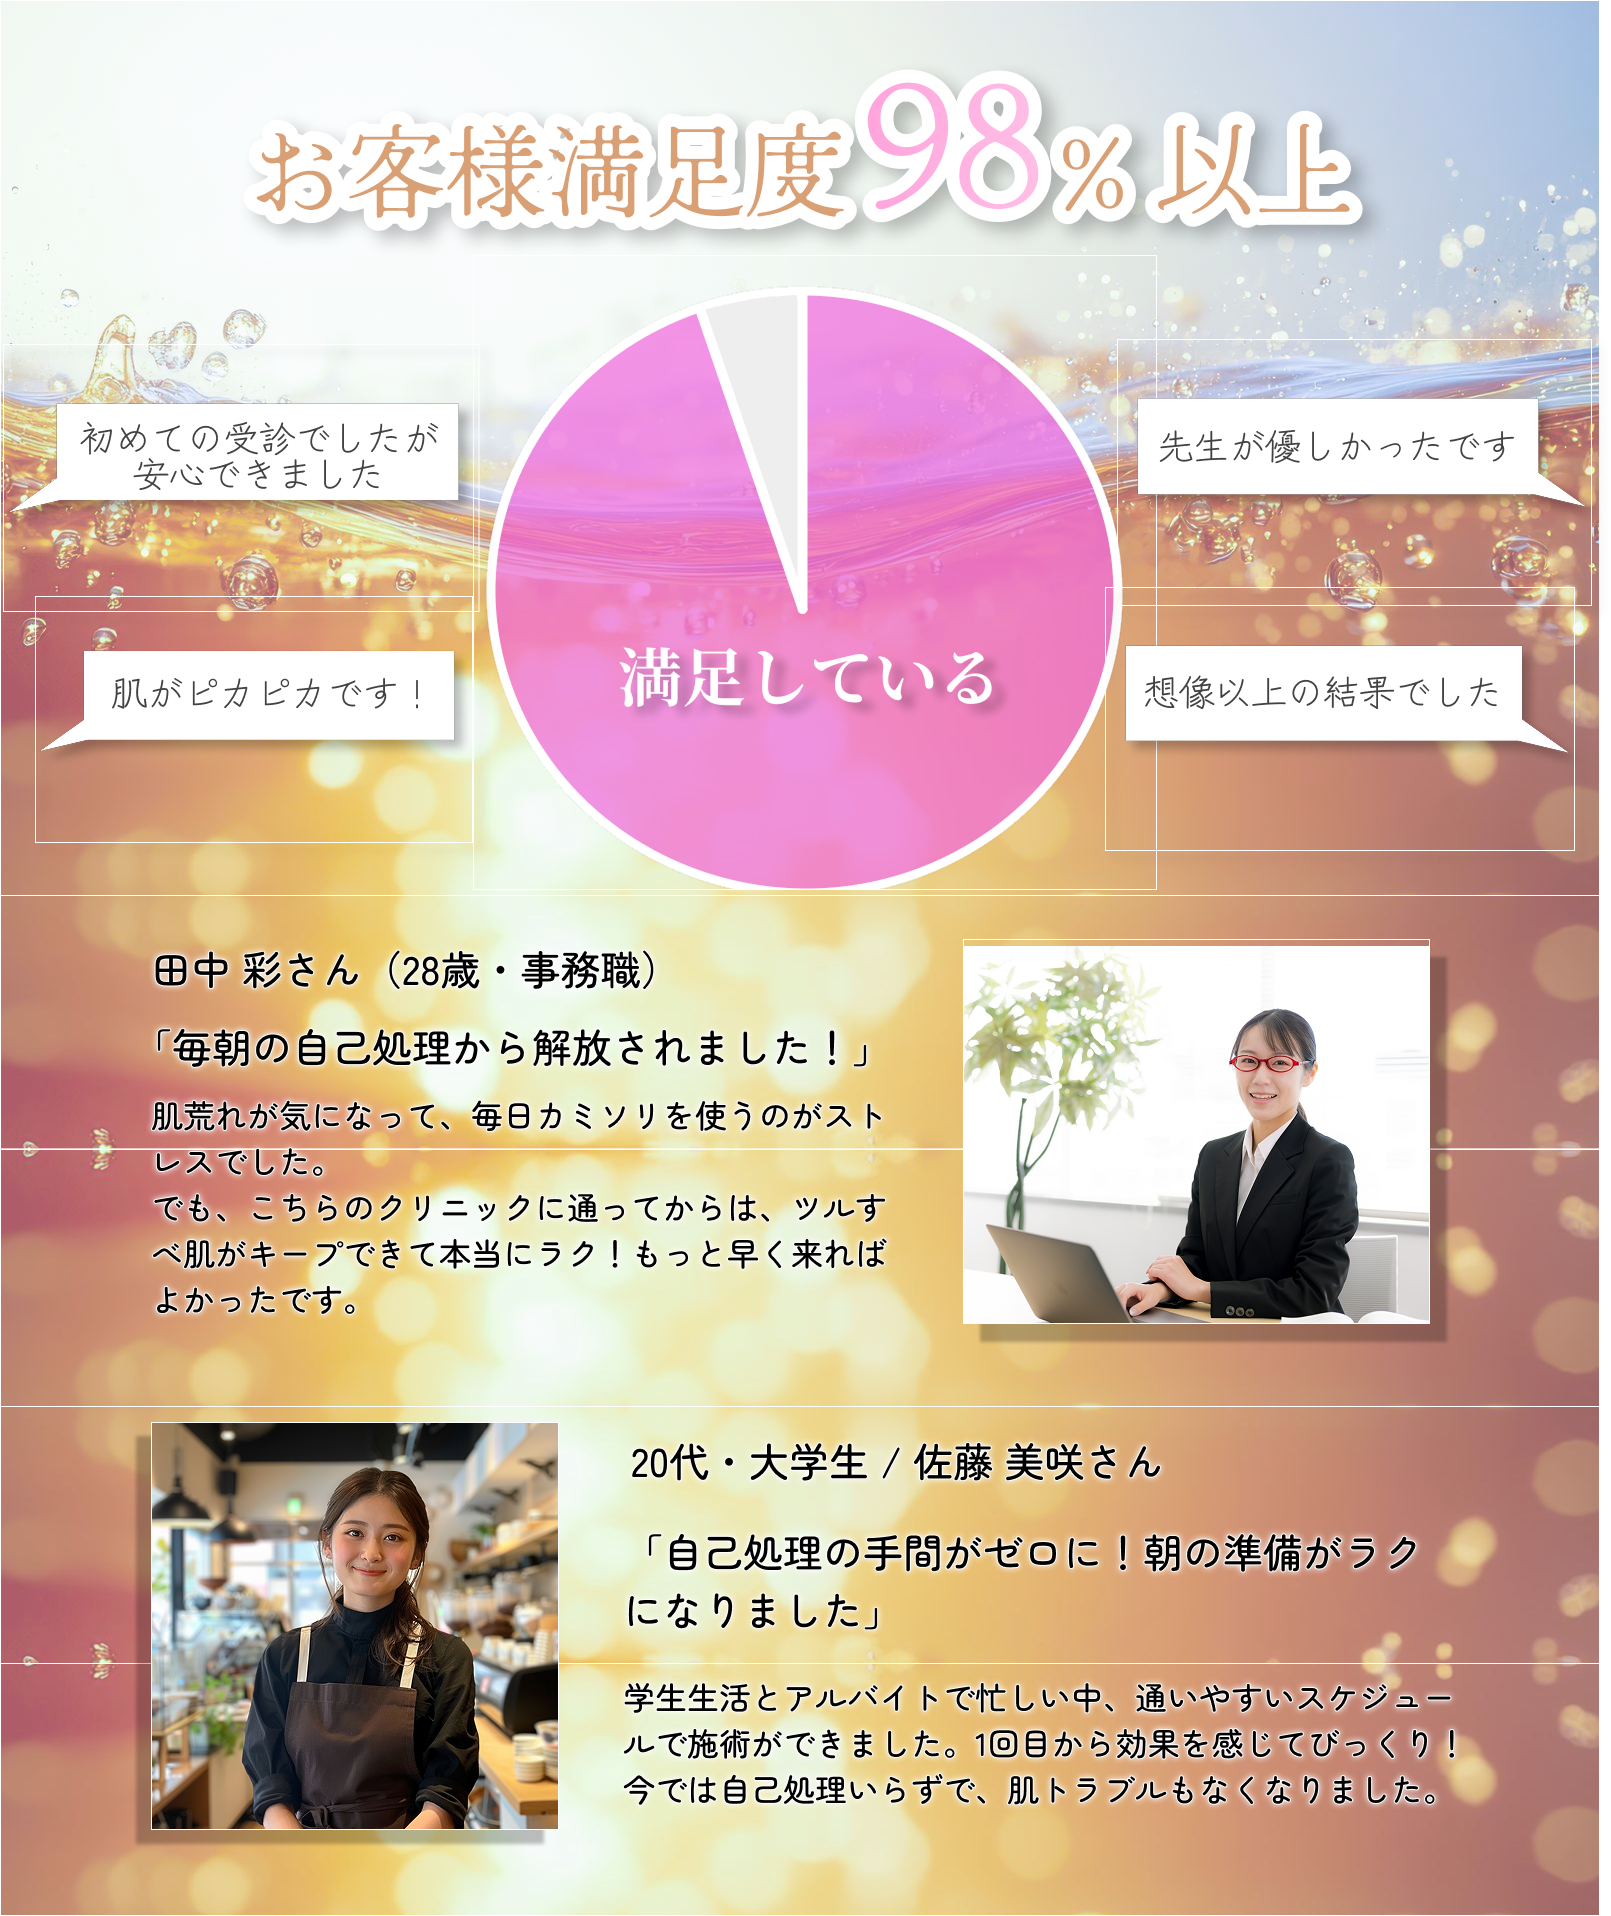 お客様満足度98%以上
初めての受診でしたが
安心できました
先生が優しかったです
満足している
肌がピカピカです！
想像以上の結果でした
田中 彩さん（28歳・事務職）
「毎朝の自己処理から解放されました！」
肌荒れが気になって、毎日カミソリを使うのがスト
レスでした。
でも、こちらのクリニックに通ってからは、ツルす
べ肌がキープできて本当にラク！もっと早く来れば
よかったです。
20代・大学生 / 佐藤 美咲さん
「自己処理の手間がゼロに！朝の準備がラク
になりました」
学生生活とアルバイトで忙しい中、通いやすいスケジュー
ルで施術ができました。1回目から効果を感じてびっくり！
今では自己処理いらずで、肌トラブルもなくなりました。